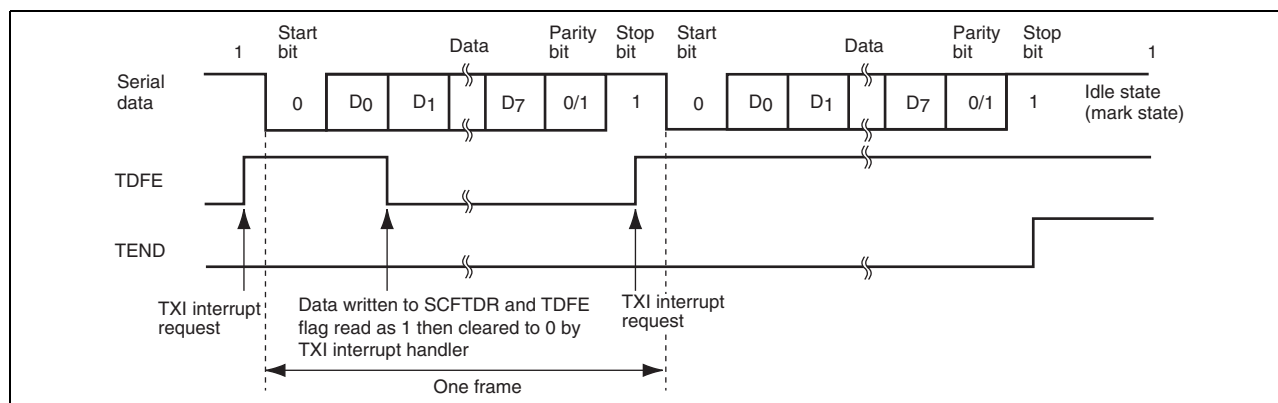 1
Start
bit
Data
Parity
bit
Stop
bit
Start
bit
Data
Parity
bit
Stop
bit
1
Serial
data
0
D0
D1
D7
0/1
1
0
D0
D1
D7
0/1
1
Idle state
(mark state)
TDFE
TEND
TXI interrupt
request
Data written to SCFTDR and TDFE
flag read as 1 then cleared to 0 by
TXI interrupt handler
TXI interrupt
request
One frame